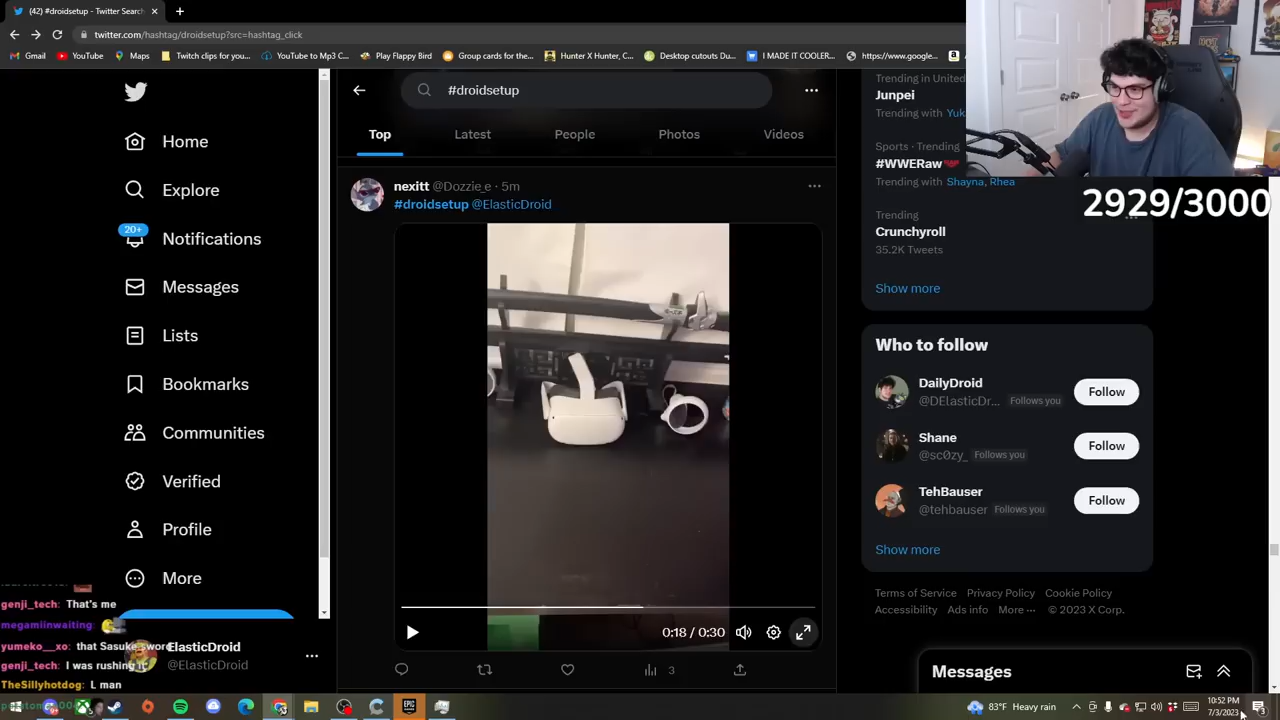 (42) #droidsetup - Twitter Search
twitter.com/hashtag/droidsetup?src=hashtag_click
Gmail
YouTube
Maps
Twitch clips for you...
YouTube to Mp3 C...
Play Flappy Bird
Group cards for the...
Hunter X Hunter, C...
Desktop cutouts Du...
I MADE IT COOLER...
https://www.google...
Home
Explore
20+
Notifications
Messages
Lists
Bookmarks
Communities
Verified
Profile
More
ElasticDroid
@ElasticDroid
genji_tech: That's me
megamiinwaiting:
yumeko__xo: that Sasuke sword
genji_tech: I was rushing it
TheSillyhotdog: L man
#droidsetup
Top
Latest
People
Photos
Videos
nexitt @Dozzie_e · 5m
#droidsetup @ElasticDroid
0:18 / 0:30
3
Trending in United
Junpei
Trending with Yuk
Sports · Trending
#WWERaw
Trending with Shayna, Rhea
Trending
Crunchyroll
35.2K Tweets
Show more
2929/3000
Who to follow
DailyDroid
@DElasticDr... Follows you
Follow
Shane
@sc0zy_ Follows you
Follow
TehBauser
@tehbauser Follows you
Follow
Show more
Terms of Service Privacy Policy Cookie Policy
Accessibility Ads info More ··· © 2023 X Corp.
Messages
EPIC
83°F Heavy rain
10:52 PM
7/3/2023
3